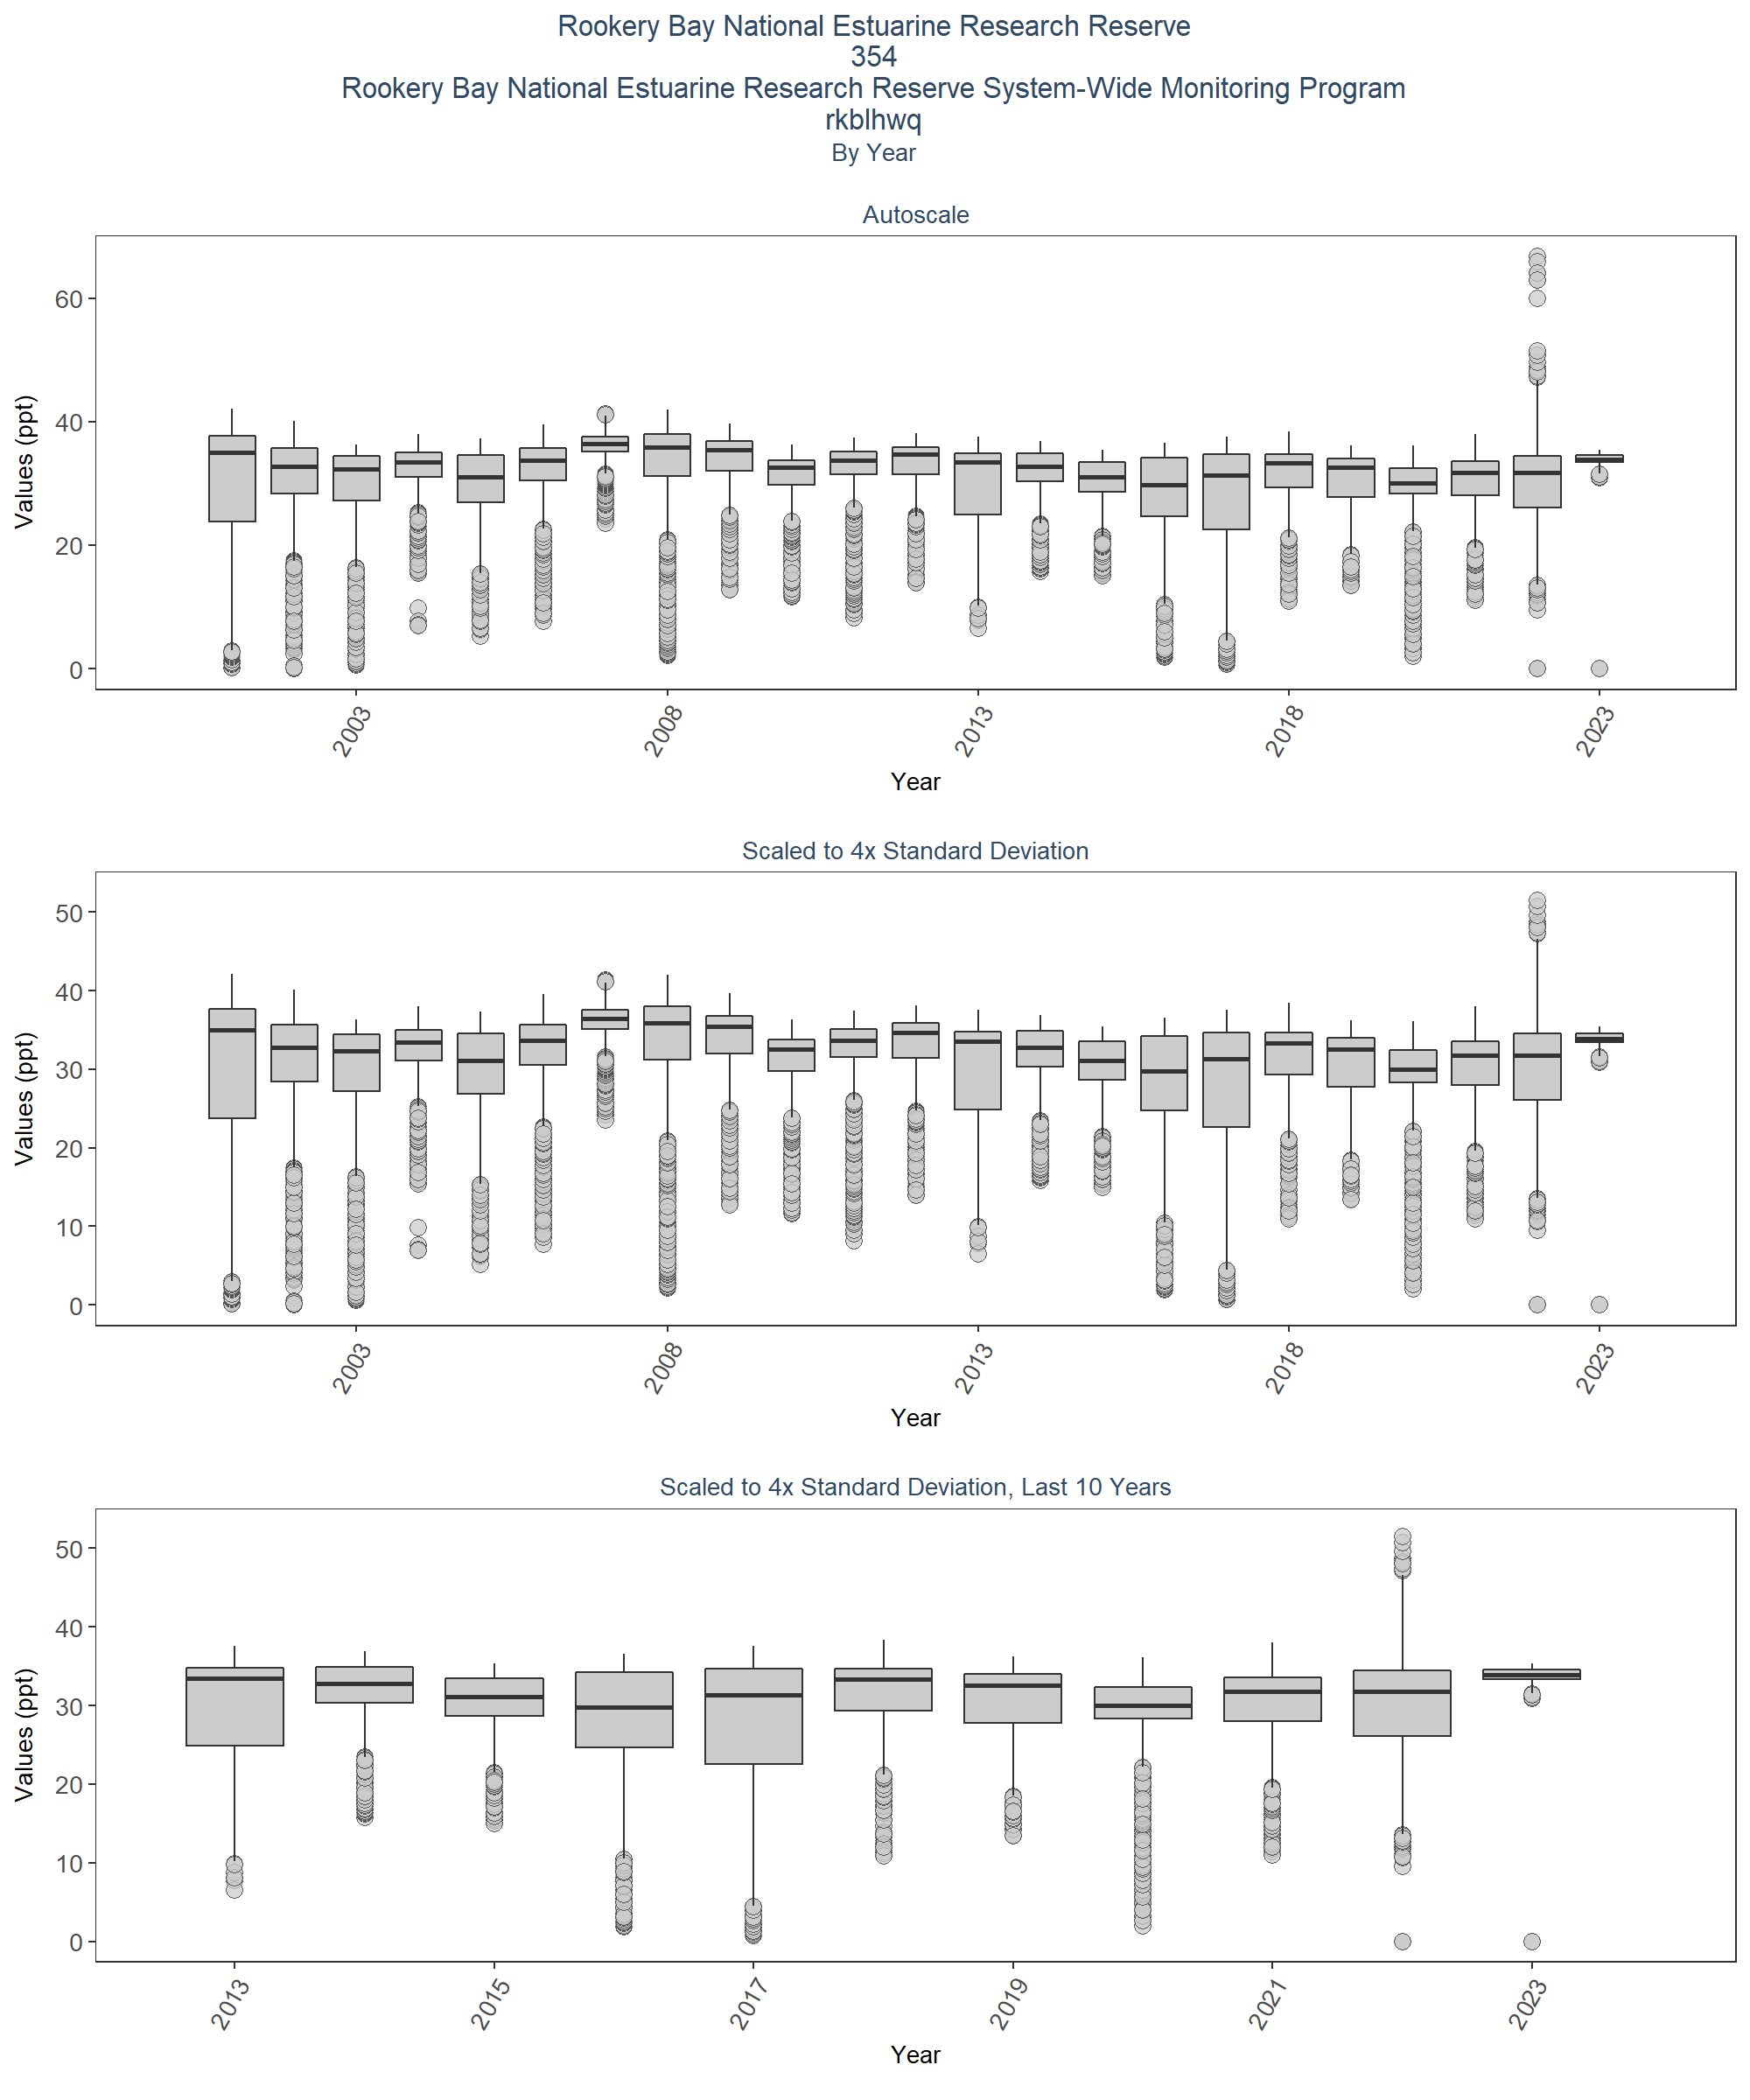 Rookery Bay National Estuarine Research Reserve
354
Rookery Bay National Estuarine Research Reserve System-Wide Monitoring Program
rkblhwq
By Year
Autoscale
Values (ppt)
60
40
20
0
2003
2008
2013
2018
2023
Year
Scaled to 4x Standard Deviation
Values (ppt)
50
40
30
20
10
0
2003
2008
2013
2018
2023
Year
Scaled to 4x Standard Deviation, Last 10 Years
Values (ppt)
50
40
30
20
10
0
2013
2015
2017
2019
2021
2023
Year